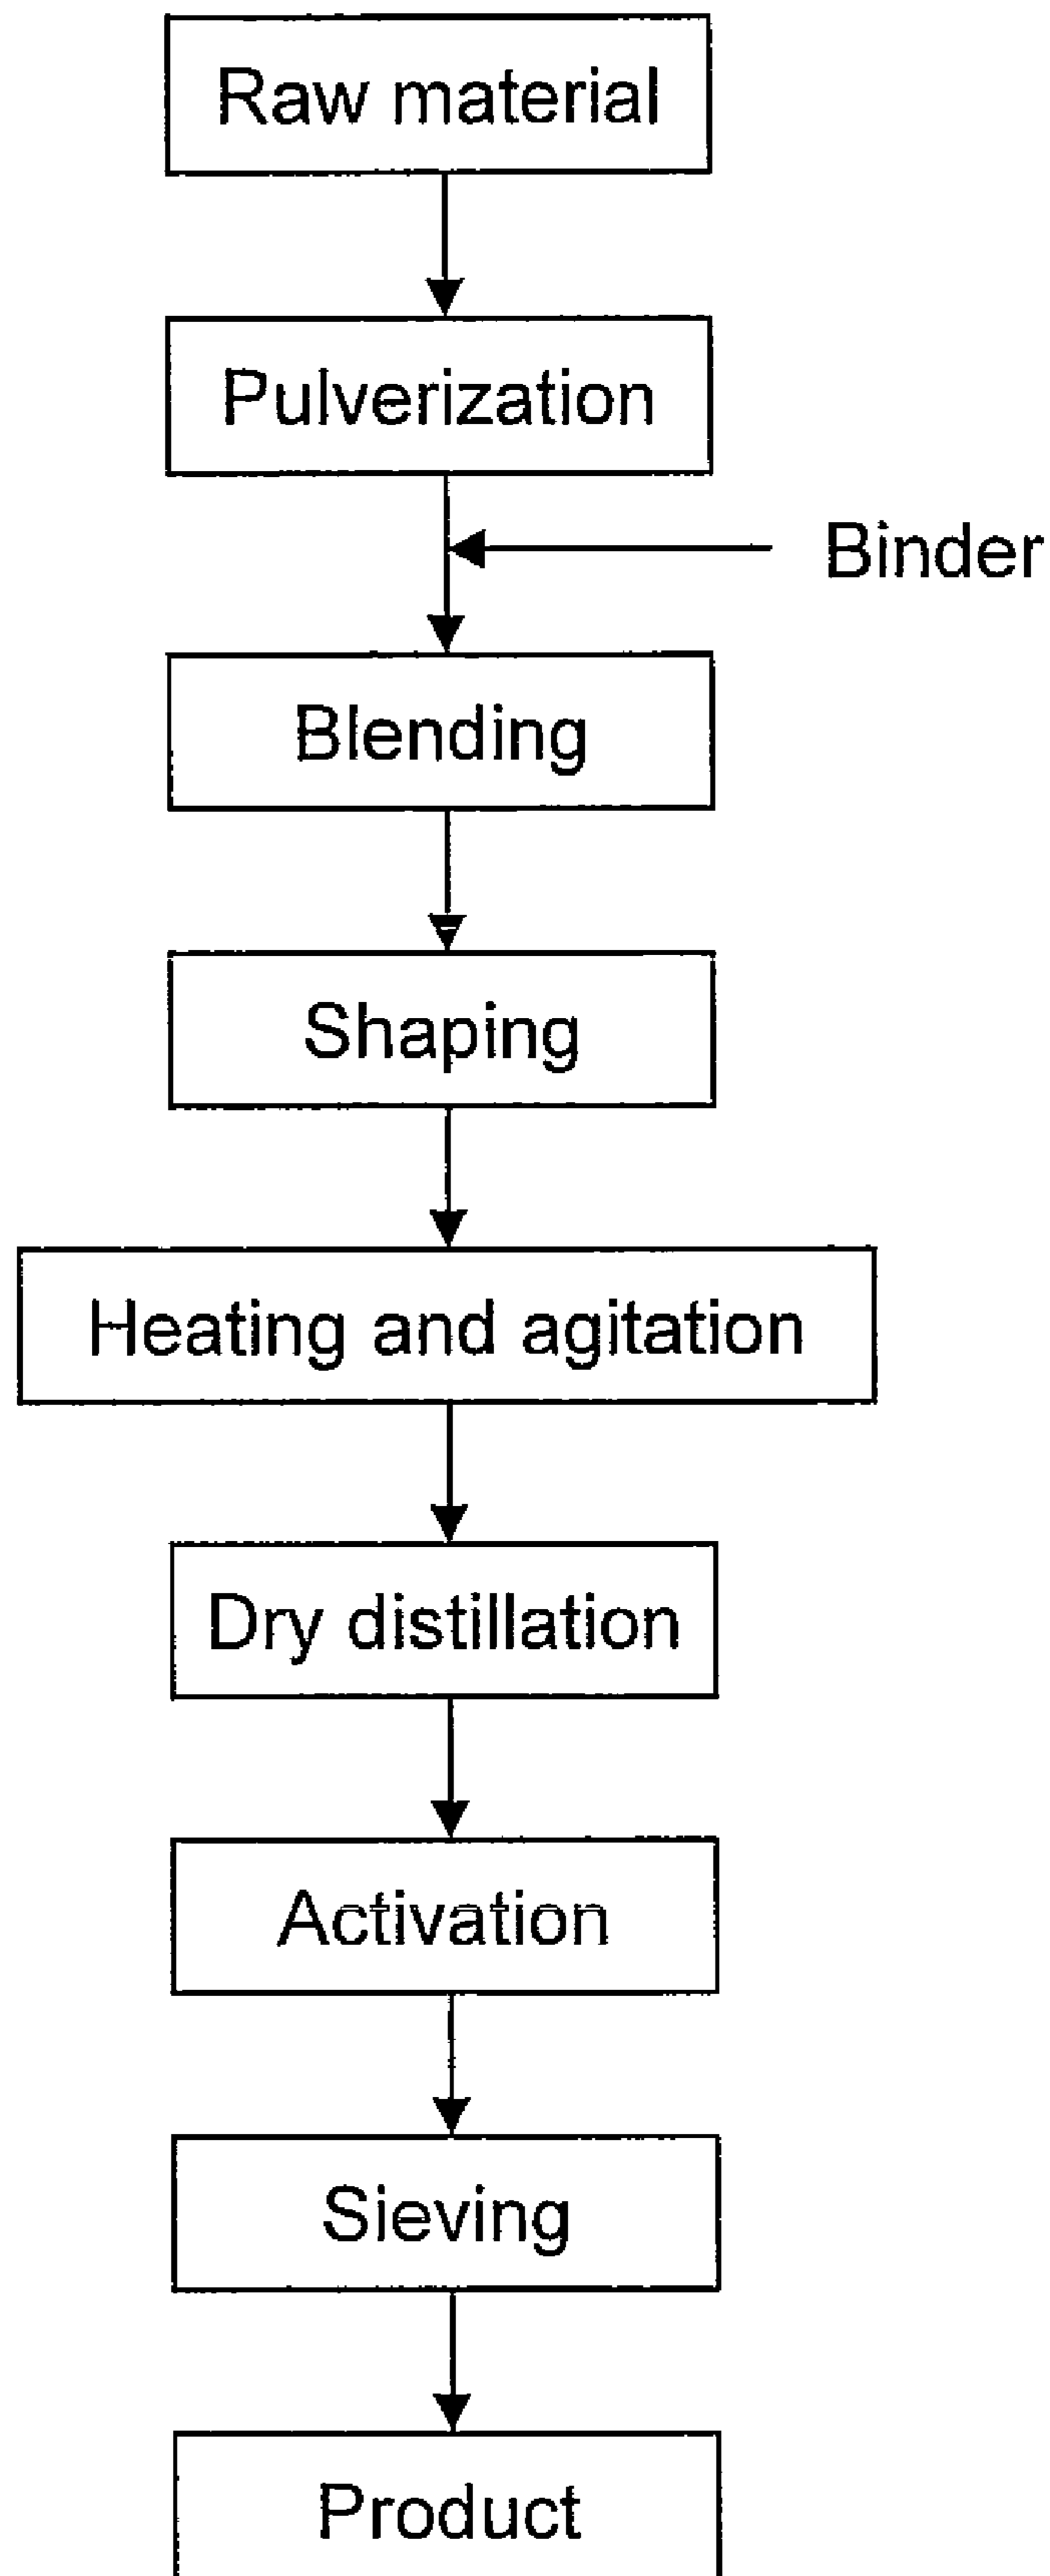 Raw material
Pulverization
Binder
Blending
Shaping
Heating and agitation
Dry distillation
Activation
Sieving
Product